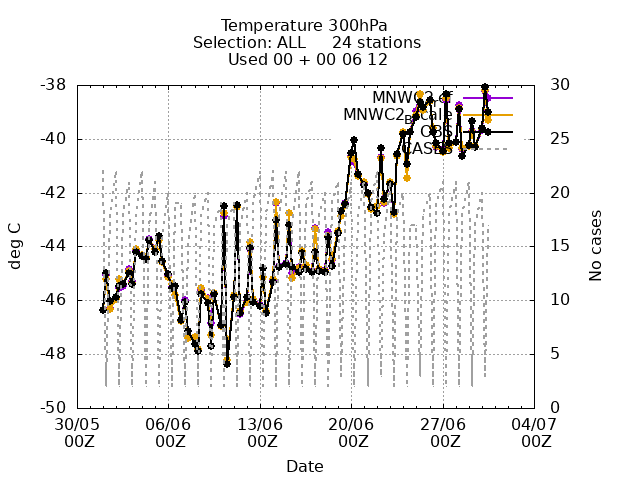 Temperature 300hPa
Selection: ALL 24 stations
Used 00 + 00 06 12
deg C
No cases
-38
-40
-42
-44
-46
-48
-50
30
25
20
15
10
5
0
OBS
CASES
30/05 06/06 13/06 20/06 27/06 04/07
00Z 00Z 00Z 00Z 00Z 00Z
Date